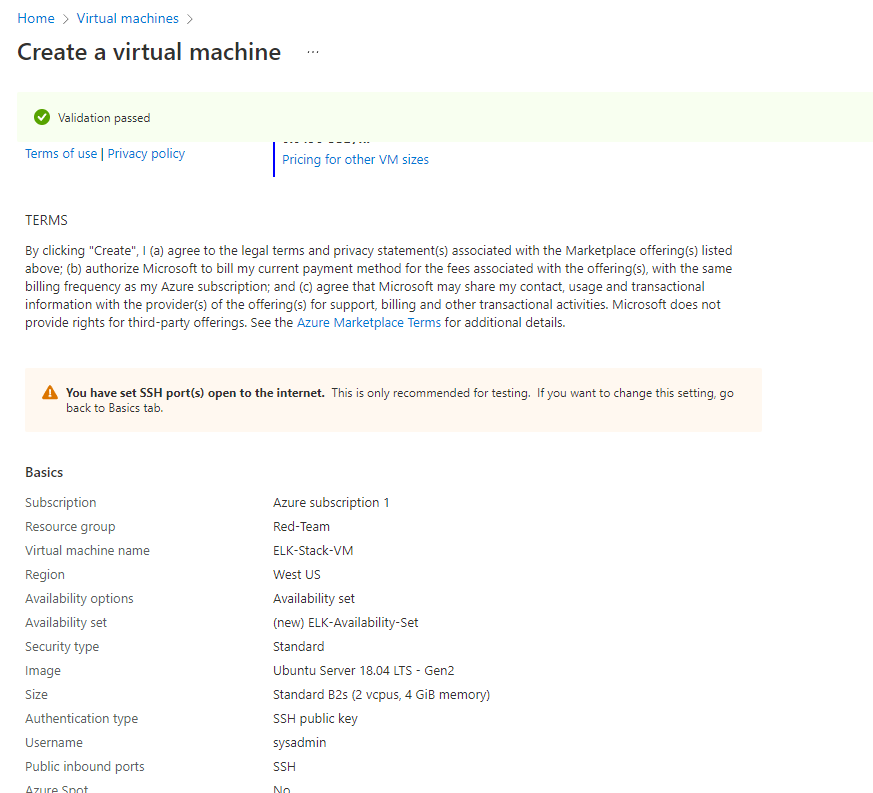 Home > Virtual machines >
Create a virtual machine ...
Validation passed
Terms of use | Privacy policy
Pricing for other VM sizes
TERMS
By clicking "Create", I (a) agree to the legal terms and privacy statement(s) associated with the Marketplace offering(s) listed
above; (b) authorize Microsoft to bill my current payment method for the fees associated with the offering(s), with the same
billing frequency as my Azure subscription; and (c) agree that Microsoft may share my contact, usage and transactional
information with the provider(s) of the offering(s) for support, billing and other transactional activities. Microsoft does not
provide rights for third-party offerings. See the Azure Marketplace Terms for additional details.
You have set SSH port(s) open to the internet. This is only recommended for testing. If you want to change this setting, go
back to Basics tab.
Basics
Subscription Azure subscription 1
Resource group Red-Team
Virtual machine name ELK-Stack-VM
Region West US
Availability options Availability set
Availability set (new) ELK-Availability-Set
Security type Standard
Image Ubuntu Server 18.04 LTS - Gen2
Size Standard B2s (2 vcpus, 4 GiB memory)
Authentication type SSH public key
Username sysadmin
Public inbound ports SSH
Azure Spot No